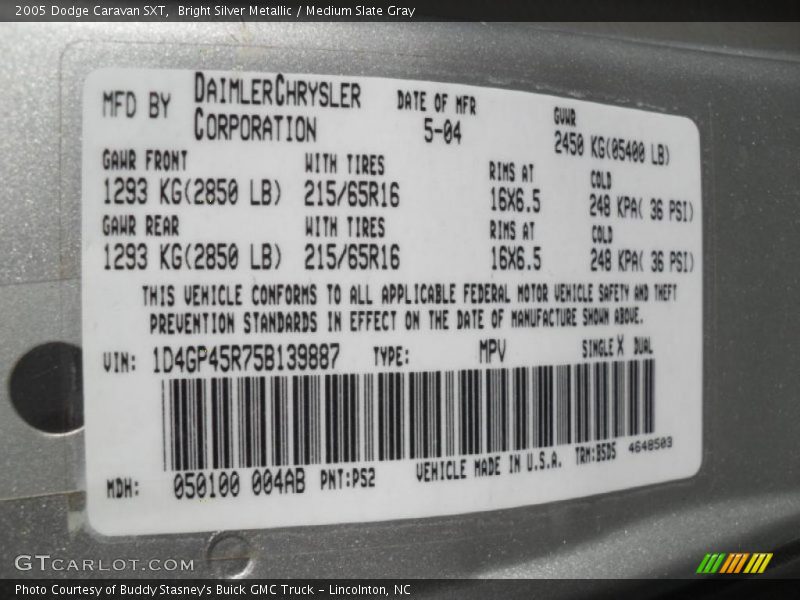 2005 Dodge Caravan SXT, Bright Silver Metallic / Medium Slate Gray
MFD BY DAIMLERCHRYSLER CORPORATION DATE OF MFR 5-04 GVWR 2450 KG(05400 LB)
GAWR FRONT WITH TIRES RIMS AT COLD
1293 KG(2850 LB) 215/65R16 16X6.5 248 KPA( 36 PSI)
GAWR REAR WITH TIRES RIMS AT COLD
1293 KG(2850 LB) 215/65R16 16X6.5 248 KPA( 36 PSI)
THIS VEHICLE CONFORMS TO ALL APPLICABLE FEDERAL MOTOR VEHICLE SAFETY AND THEFT
PREVENTION STANDARDS IN EFFECT ON THE DATE OF MANUFACTURE SHOWN ABOVE.
VIN: 1D4GP45R75B139887 TYPE: MPV SINGLE X DUAL
MDH: 050100 004AB PNT:PS2 VEHICLE MADE IN U.S.A. TRM:BSDS 4648503
GTCARLOT.COM
Photo Courtesy of Buddy Stasney's Buick GMC Truck - Lincolnton, NC